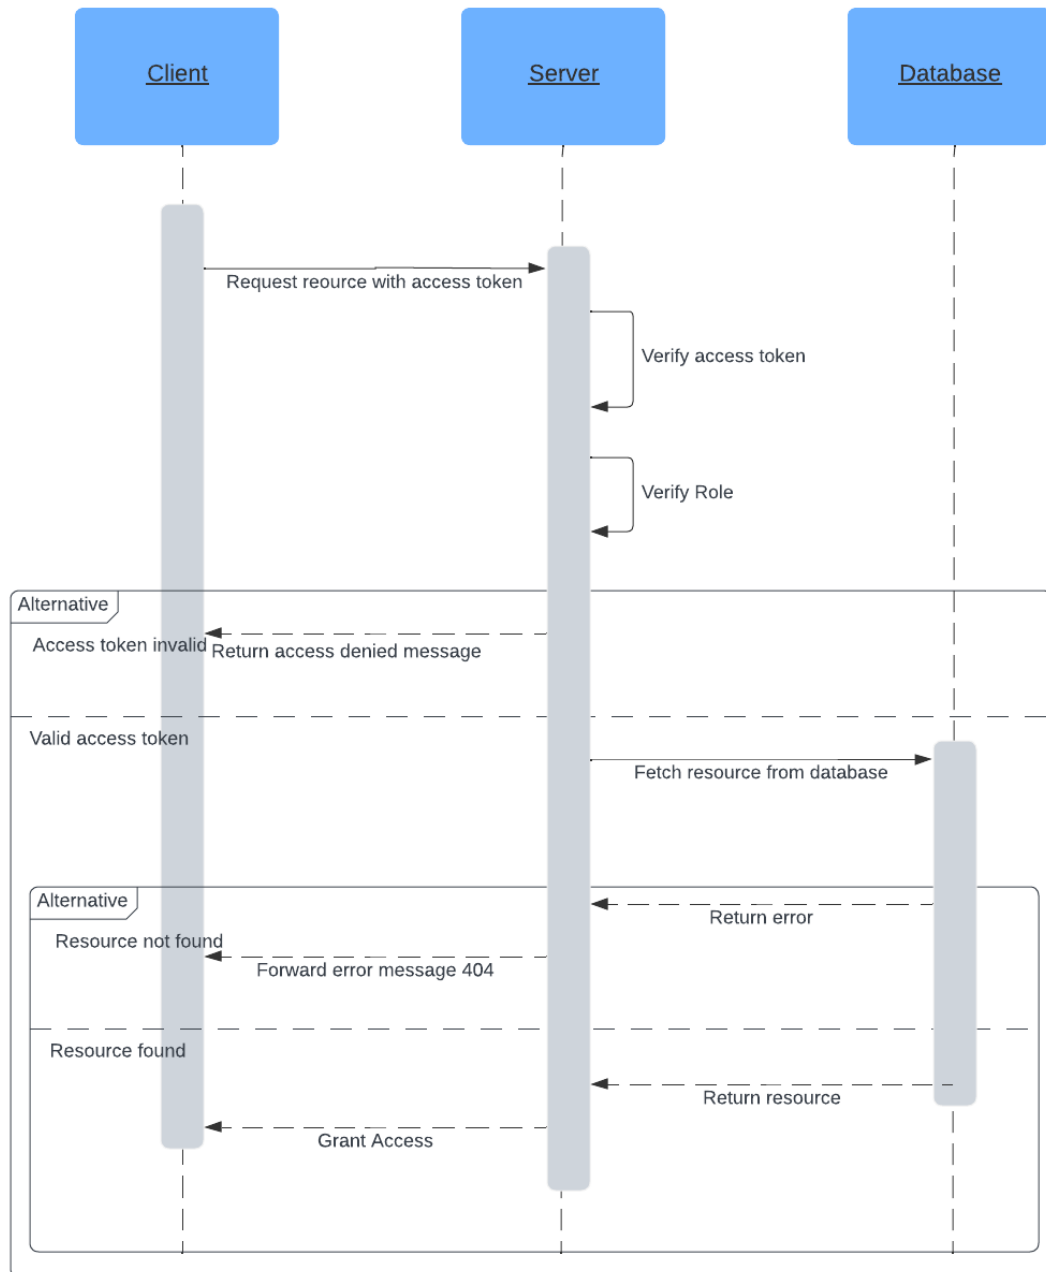 Client
Server
Database
Request reource with access token
Verify access token
Verify Role
Alternative
Access token invalid
Return access denied message
Valid access token
Fetch resource from database
Alternative
Return error
Resource not found
Forward error message 404
Resource found
Return resource
Grant Access